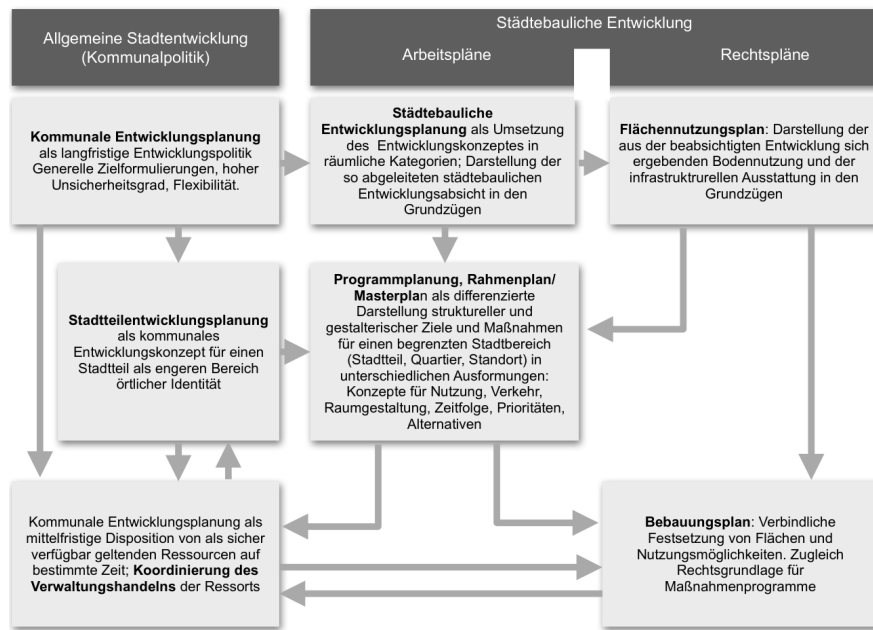 Allgemeine Stadtentwicklung
(Kommunalpolitik)
Städtebauliche Entwicklung
Arbeitspläne
Rechtspläne
Kommunale Entwicklungsplanung
als langfristige Entwicklungspolitik
Generelle Zielformulierungen, hoher
Unsicherheitsgrad, Flexibilität.
Städtebauliche
Entwicklungsplanung als Umsetzung
des Entwicklungskonzeptes in
räumliche Kategorien; Darstellung der
so abgeleiteten städtebaulichen
Entwicklungsabsicht in den
Grundzügen
Flächennutzungsplan: Darstellung der
aus der beabsichtigten Entwicklung sich
ergebenden Bodennutzung und der
infrastrukturellen Ausstattung in den
Grundzügen
Stadtteilentwicklungsplanung
als kommunales
Entwicklungskonzept für einen
Stadtteil als engeren Bereich
örtlicher Identität
Programmplanung, Rahmenplan/
Masterplan als differenzierte
Darstellung struktureller und
gestalterischer Ziele und Maßnahmen
für einen begrenzten Stadtbereich
(Stadtteil, Quartier, Standort) in
unterschiedlichen Ausformungen:
Konzepte für Nutzung, Verkehr,
Raumgestaltung, Zeitfolge, Prioritäten,
Alternativen
Kommunale Entwicklungsplanung als
mittelfristige Disposition von als sicher
verfügbar geltenden Ressourcen auf
bestimmte Zeit; Koordinierung des
Verwaltungshandelns der Ressorts
Bebauungsplan: Verbindliche
Festsetzung von Flächen und
Nutzungsmöglichkeiten. Zugleich
Rechtsgrundlage für
Maßnahmenprogramme